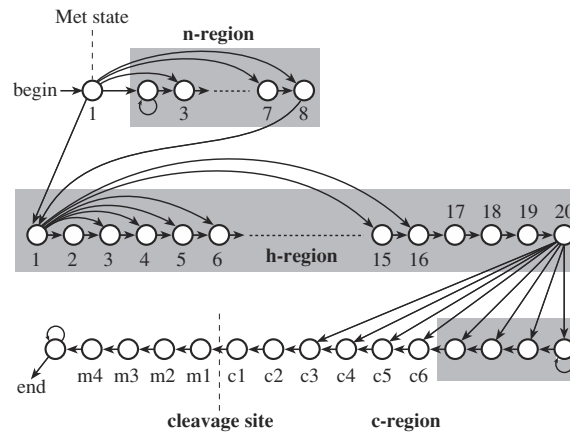 Met state
n-region
begin
1 3 7 8
17 18 19 20
1 2 3 4 5 6 h-region 15 16
m4 m3 m2 m1 c1 c2 c3 c4 c5 c6
end
cleavage site c-region